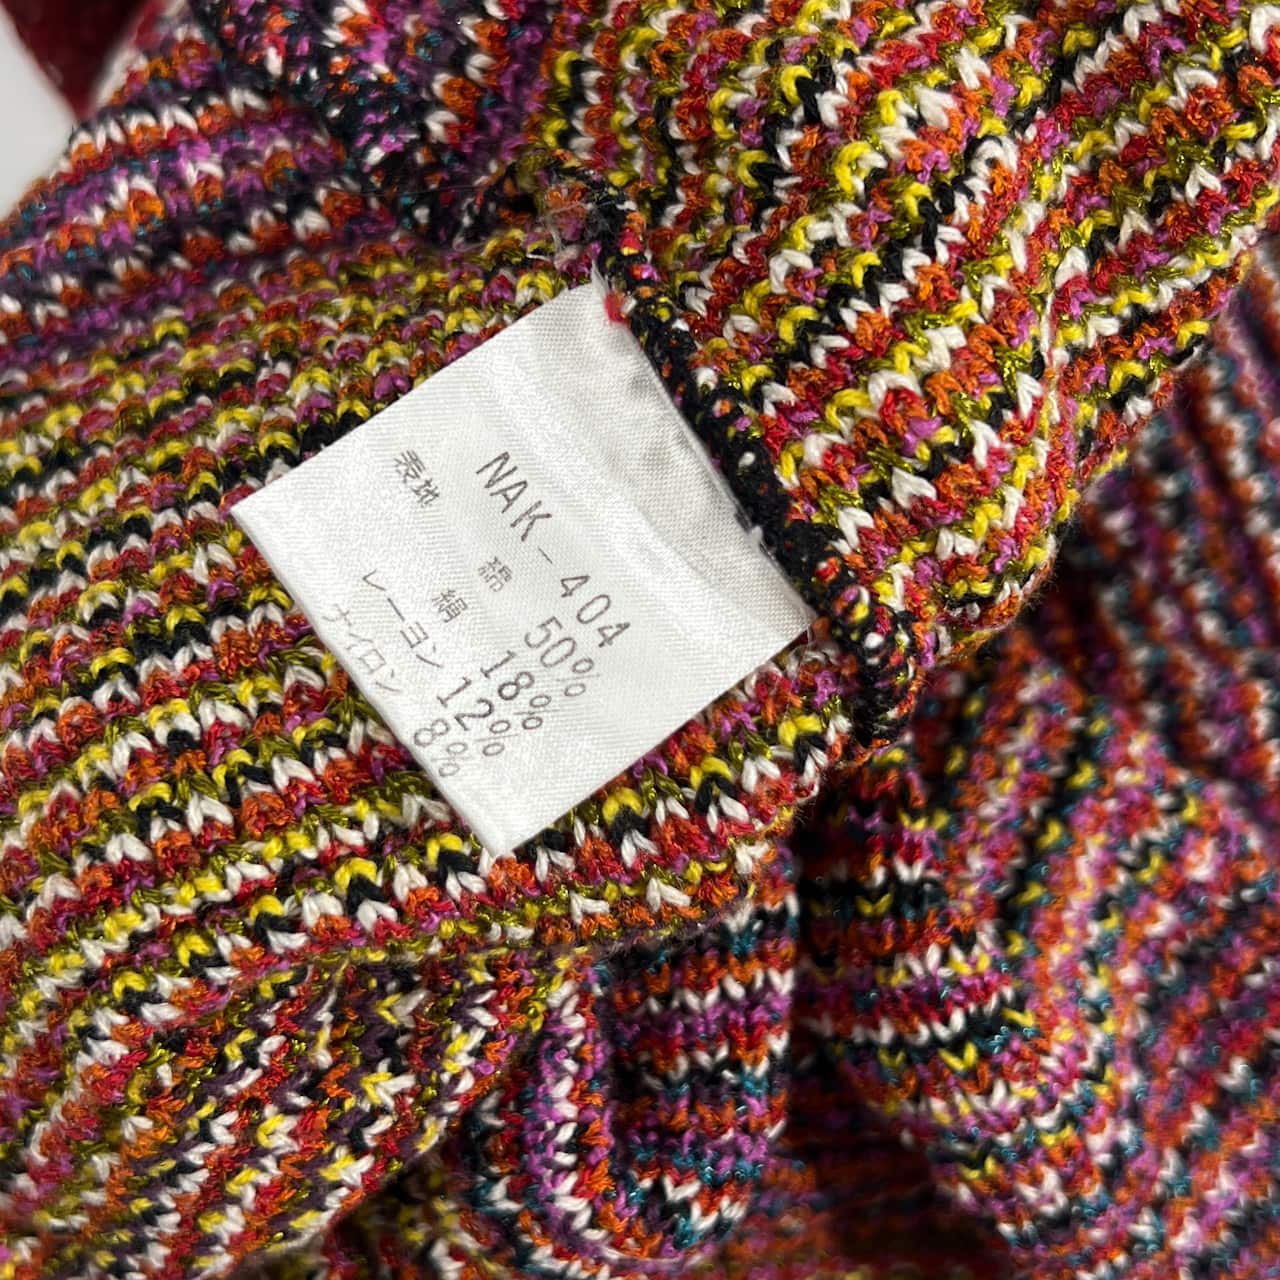 NAK-404
表地 綿 50%
絹 18%
レーヨン 12%
ナイロン 8%